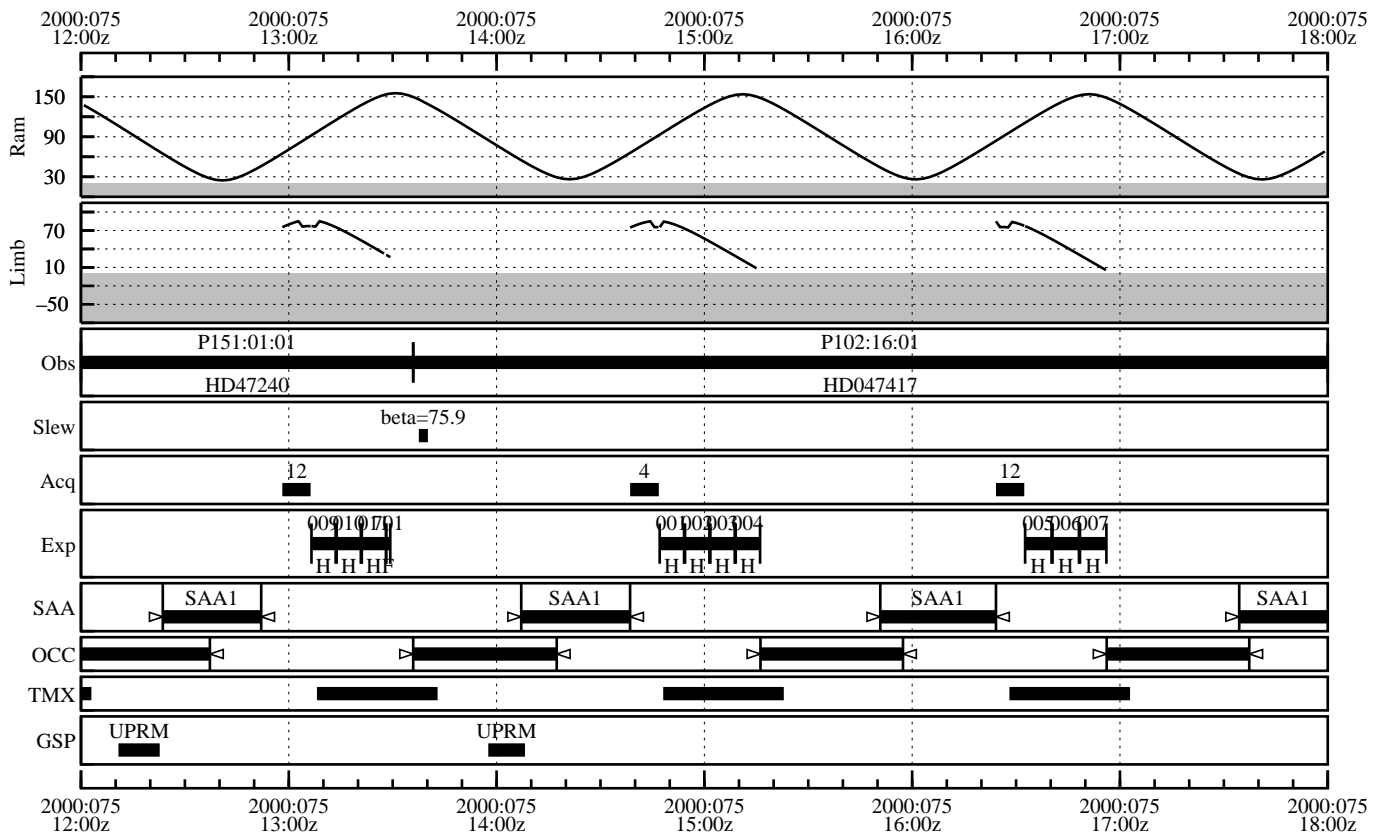 2000:075 2000:075 2000:075 2000:075 2000:075 2000:075 2000:075
12:00z 13:00z 14:00z 15:00z 16:00z 17:00z 18:00z
Ram
150
90
30
Limb
70
10
−50
Obs
P151:01:01 P102:16:01
HD47240 HD047417
Slew
beta=75.9
Acq
12 4 12
Exp
001 002 003 004 005 006 007
H H H F H H H H H H H
SAA
SAA1 SAA1 SAA1 SAA1
OCC
TMX
GSP
UPRM UPRM
2000:075 2000:075 2000:075 2000:075 2000:075 2000:075 2000:075
12:00z 13:00z 14:00z 15:00z 16:00z 17:00z 18:00z